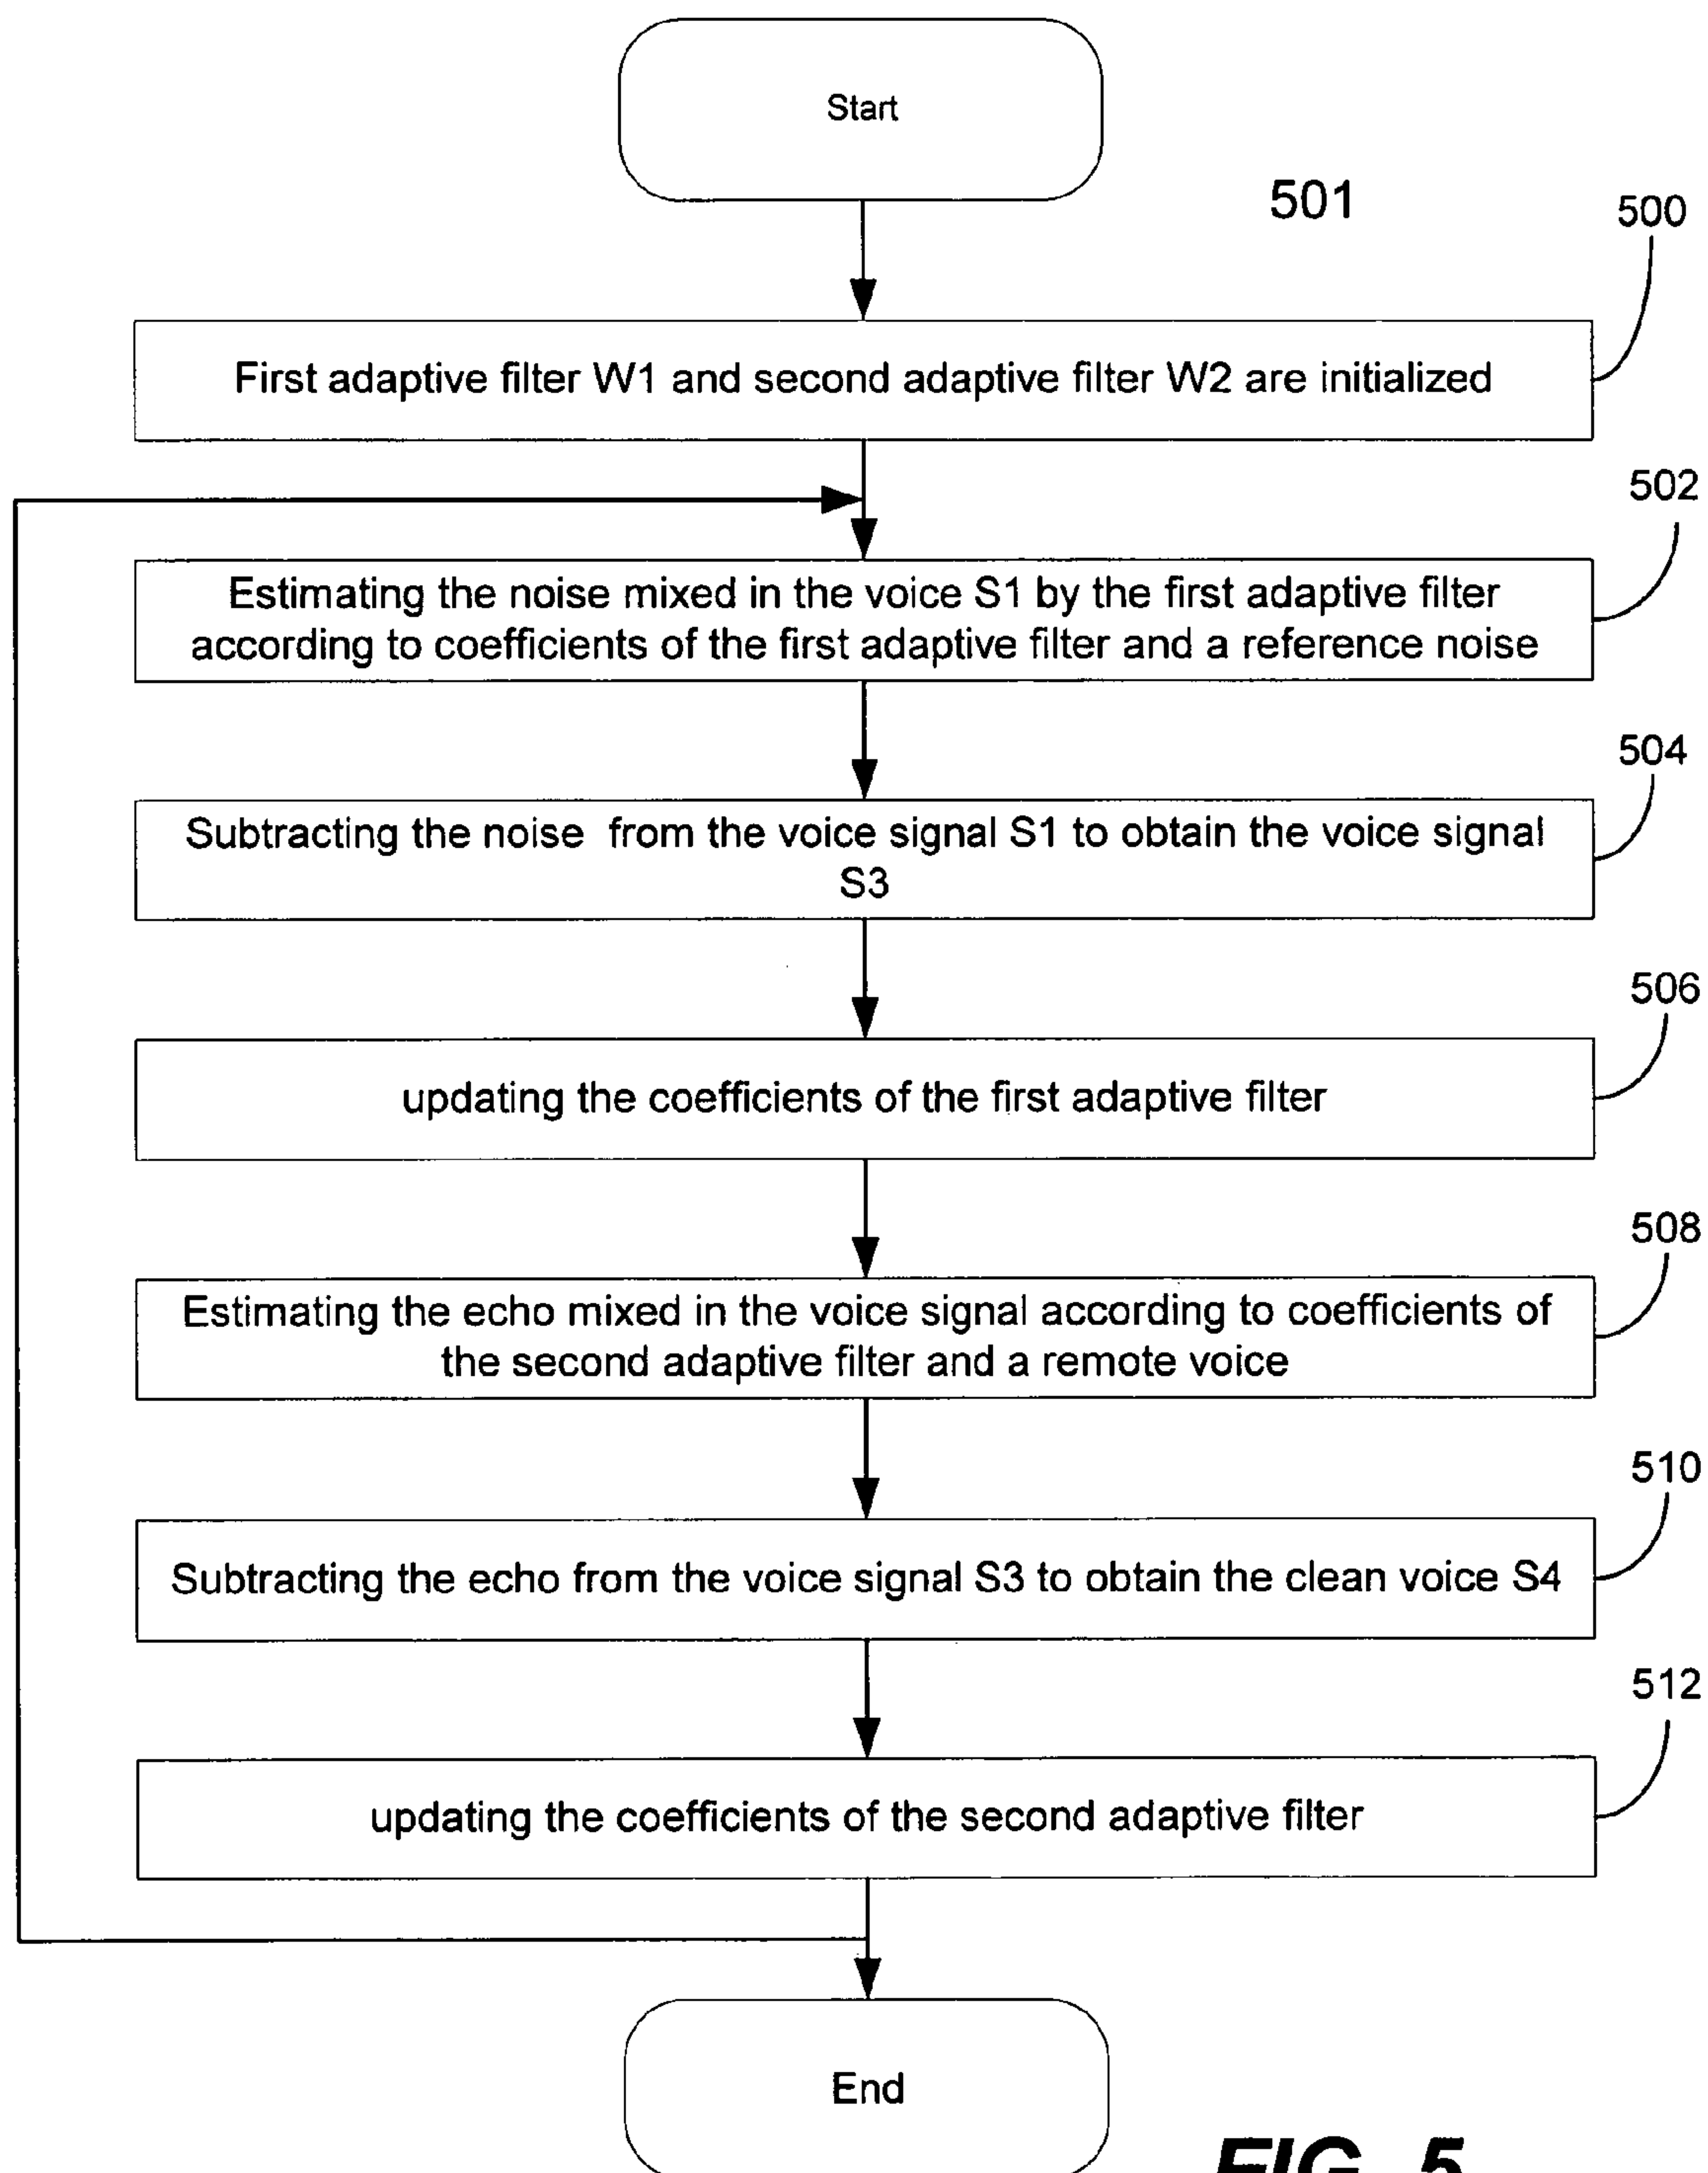 Start
501
500
First adaptive filter W1 and second adaptive filter W2 are initialized
502
Estimating the noise mixed in the voice S1 by the first adaptive filter
according to coefficients of the first adaptive filter and a reference noise
504
Subtracting the noise from the voice signal S1 to obtain the voice signal
S3
506
updating the coefficients of the first adaptive filter
508
Estimating the echo mixed in the voice signal according to coefficients of
the second adaptive filter and a remote voice
510
Subtracting the echo from the voice signal S3 to obtain the clean voice S4
512
updating the coefficients of the second adaptive filter
End
FIG. 5